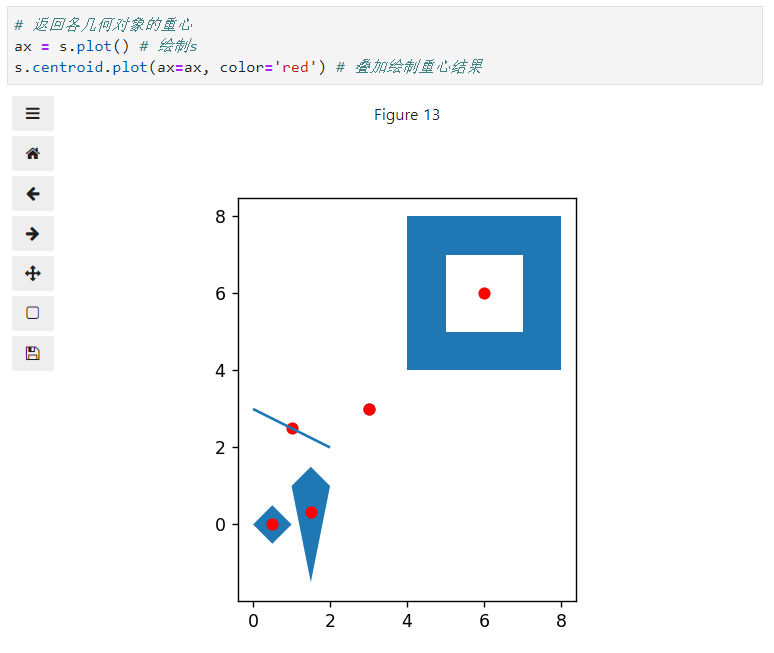 # 返回各几何对象的重心
ax = s.plot() # 绘制s
s.centroid.plot(ax=ax, color='red') # 叠加绘制重心结果
Figure 13
8
6
4
2
0
0 2 4 6 8